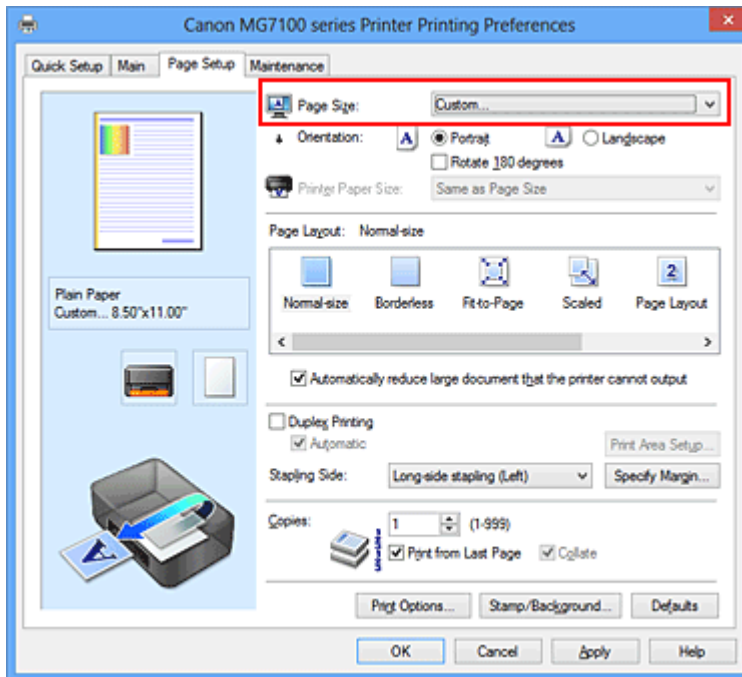 Canon MG7100 series Printer Printing Preferences
Quick Setup Main Page Setup Maintenance
Page Size: Custom...
Orientation: A Portrait A Landscape
Rotate 180 degrees
Printer Paper Size: Same as Page Size
Page Layout: Normal-size
Normal-size Borderless Fit-to-Page Scaled Page Layout
Plain Paper
Custom... 8.50"x11.00"
Automatically reduce large document that the printer cannot output
Duplex Printing
Automatic
Print Area Setup...
Stapling Side: Long-side stapling (Left) Specify Margin...
Copies: 1 (1-999)
Print from Last Page Collate
Print Options... Stamp/Background... Defaults
OK Cancel Apply Help